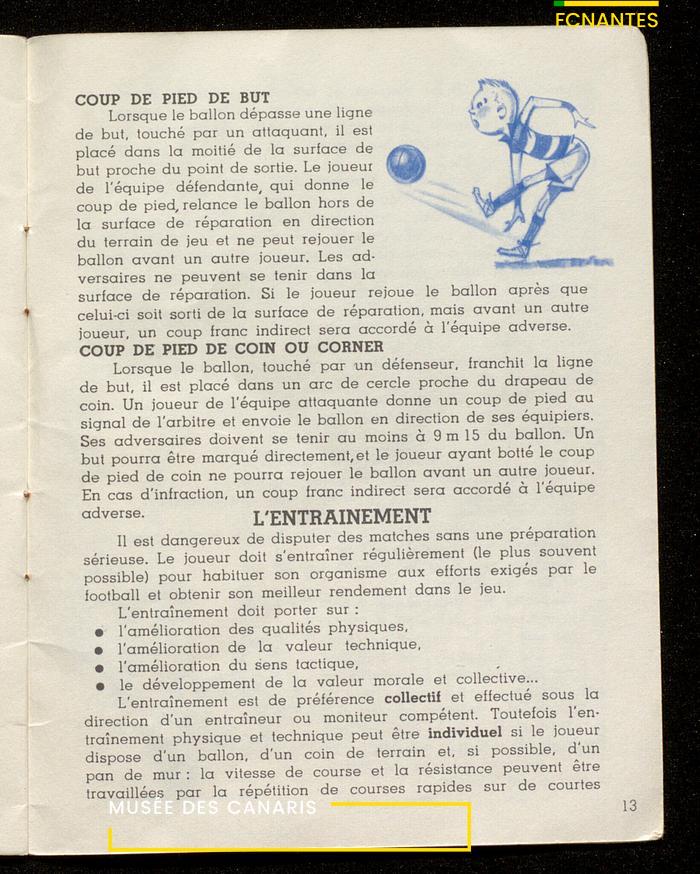 FCNANTES
COUP DE PIED DE BUT
Lorsque le ballon dépasse une ligne
de but, touché par un attaquant, il est
placé dans la moitié de la surface de
but proche du point de sortie. Le joueur
de l'équipe défendante, qui donne le
coup de pied, relance le ballon hors de
la surface de réparation en direction
du terrain de jeu et ne peut rejouer le
ballon avant un autre joueur. Les ad-
versaires ne peuvent se tenir dans la
surface de réparation. Si le joueur rejoue le ballon après que
celui-ci soit sorti de la surface de réparation, mais avant un autre
joueur, un coup franc indirect sera accordé à l'équipe adverse.
COUP DE PIED DE COIN OU CORNER
Lorsque le ballon, touché par un défenseur, franchit la ligne
de but, il est placé dans un arc de cercle proche du drapeau de
coin. Un joueur de l'équipe attaquante donne un coup de pied au
signal de l'arbitre et envoie le ballon en direction de ses équipiers.
Ses adversaires doivent se tenir au moins à 9 m 15 du ballon. Un
but pourra être marqué directement, et le joueur ayant botté le coup
de pied de coin ne pourra rejouer le ballon avant un autre joueur.
En cas d'infraction, un coup franc indirect sera accordé à l'équipe
adverse.
L'ENTRAINEMENT
Il est dangereux de disputer des matches sans une préparation
sérieuse. Le joueur doit s'entraîner régulièrement (le plus souvent
possible) pour habituer son organisme aux efforts exigés par le
football et obtenir son meilleur rendement dans le jeu.
L'entraînement doit porter sur :
● l'amélioration des qualités physiques,
● l'amélioration de la valeur technique,
● l'amélioration du sens tactique,
● le développement de la valeur morale et collective...
L'entraînement est de préférence collectif et effectué sous la
direction d'un entraîneur ou moniteur compétent. Toutefois l'en-
traînement physique et technique peut être individuel si le joueur
dispose d'un ballon, d'un coin de terrain et, si possible, d'un
pan de mur : la vitesse de course et la résistance peuvent être
travaillées par la répétition de courses rapides sur de courtes
13
MUSÉE DES CANARIS